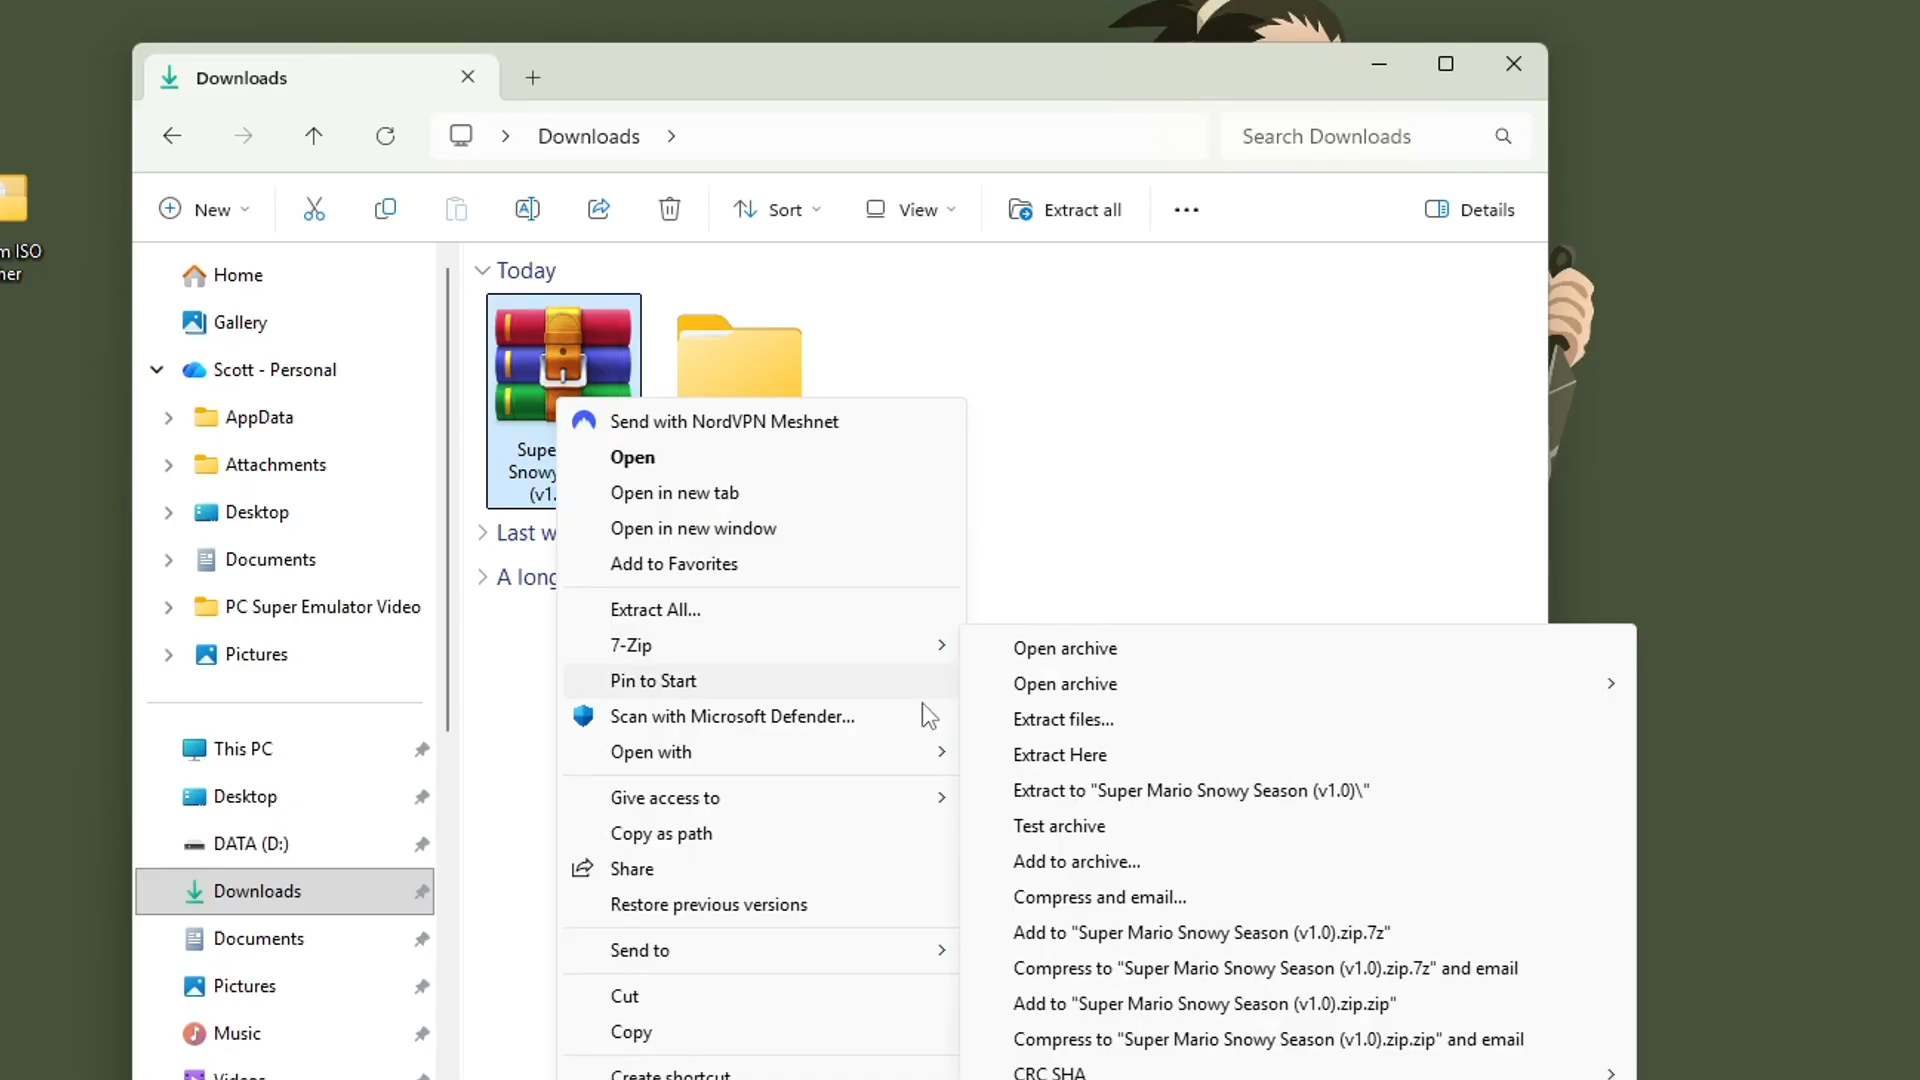 Downloads
Downloads
Search Downloads
New
Sort
View
Extract all
Details
m ISO
ner
Home
Gallery
Scott - Personal
AppData
Attachments
Desktop
Documents
PC Super Emulator Video
Pictures
This PC
Desktop
DATA (D:)
Downloads
Documents
Pictures
Music
Videos
Today
Supe
Snowy
(v1.
Last w
A long
Send with NordVPN Meshnet
Open
Open in new tab
Open in new window
Add to Favorites
Extract All...
7-Zip
Pin to Start
Scan with Microsoft Defender...
Open with
Give access to
Copy as path
Share
Restore previous versions
Send to
Cut
Copy
Create shortcut
Open archive
Open archive
Extract files...
Extract Here
Extract to "Super Mario Snowy Season (v1.0)\"
Test archive
Add to archive...
Compress and email...
Add to "Super Mario Snowy Season (v1.0).zip.7z"
Compress to "Super Mario Snowy Season (v1.0).zip.7z" and email
Add to "Super Mario Snowy Season (v1.0).zip.zip"
Compress to "Super Mario Snowy Season (v1.0).zip.zip" and email
CRC SHA